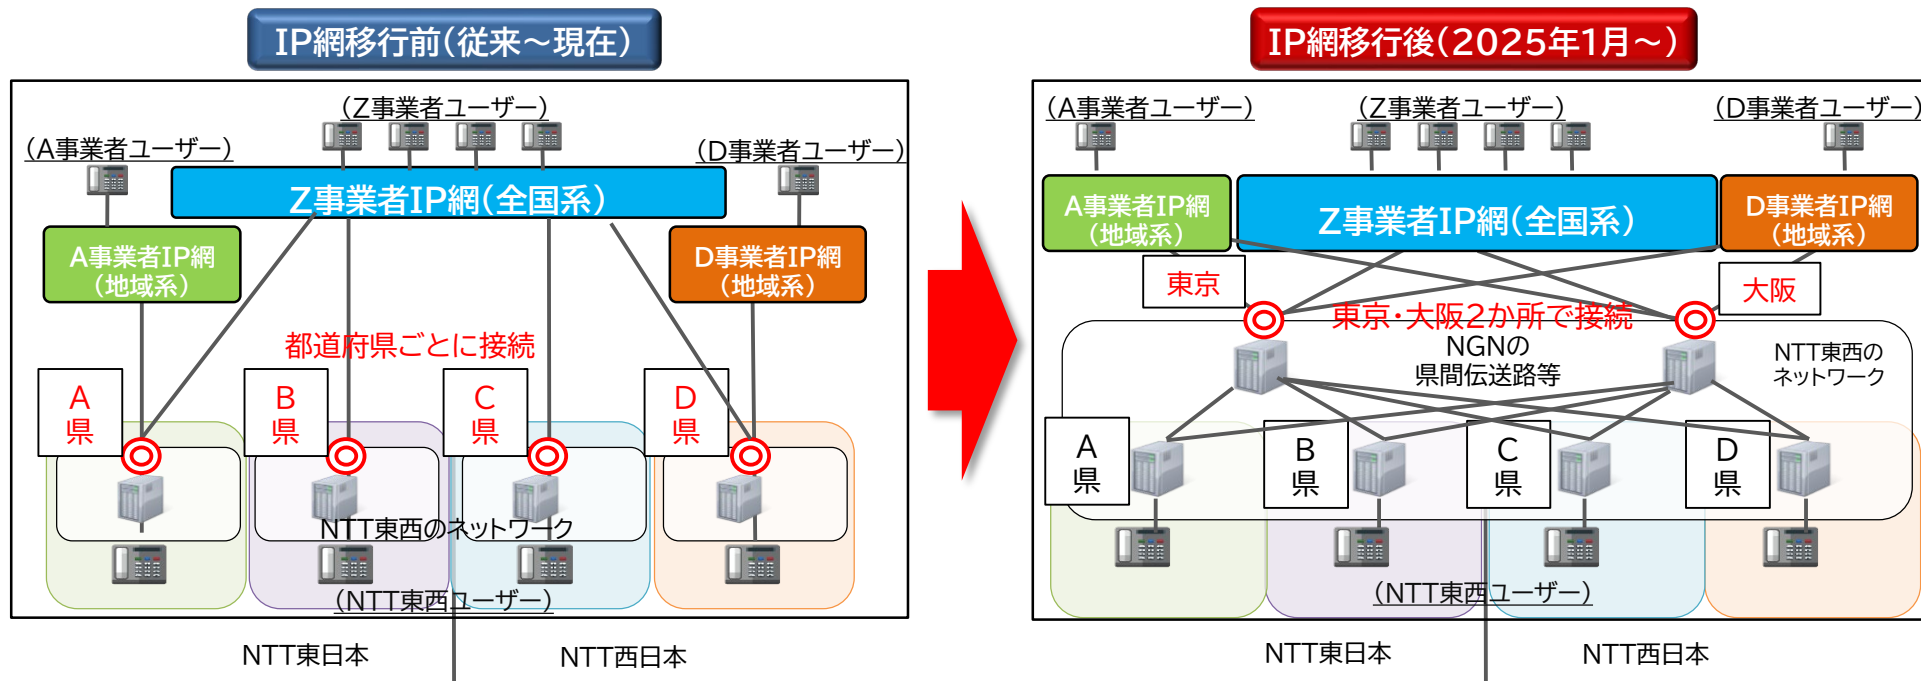 IP網移行前(従来～現在)
(Z事業者ユーザー)
(A事業者ユーザー)
(D事業者ユーザー)
Z事業者IP網(全国系)
A事業者IP網
(地域系)
D事業者IP網
(地域系)
都道府県ごとに接続
A
県
B
県
C
県
D
県
NTT東西のネットワーク
(NTT東西ユーザー)
NTT東日本
NTT西日本
IP網移行後(2025年1月～)
(A事業者ユーザー)
(Z事業者ユーザー)
(D事業者ユーザー)
A事業者IP網
(地域系)
Z事業者IP網(全国系)
D事業者IP網
(地域系)
東京
大阪
東京・大阪2か所で接続
NGNの
県間伝送路等
NTT東西の
ネットワーク
A
県
B
県
C
県
D
県
(NTT東西ユーザー)
NTT東日本
NTT西日本